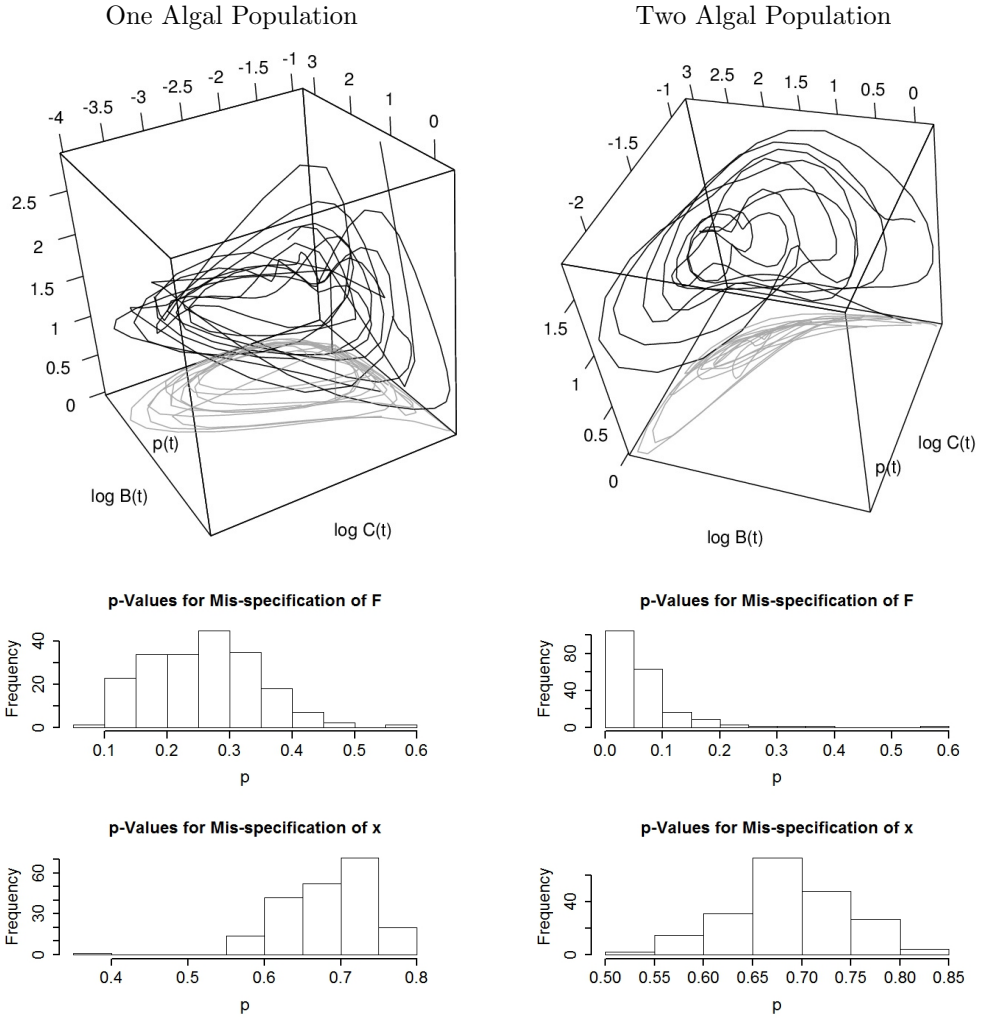 One Algal Population
Two Algal Population
-4 -3.5 -3 -2.5 -2 -1.5 -1 3 2 1 0
2.5
2
1.5
1
0.5
0
p(t)
log B(t)
log C(t)
-1 3 2.5 2 1.5 1 0.5 0
-1.5
-2
1.5
1
0.5
0
log C(t)
p(t)
log B(t)
p-Values for Mis-specification of F
Frequency
0 20 40
0.1 0.2 0.3 0.4 0.5 0.6
p
p-Values for Mis-specification of F
Frequency
0 40 80
0.0 0.1 0.2 0.3 0.4 0.5 0.6
p
p-Values for Mis-specification of x
Frequency
0 30 60
0.4 0.5 0.6 0.7 0.8
p
p-Values for Mis-specification of x
Frequency
0 40
0.50 0.55 0.60 0.65 0.70 0.75 0.80 0.85
p